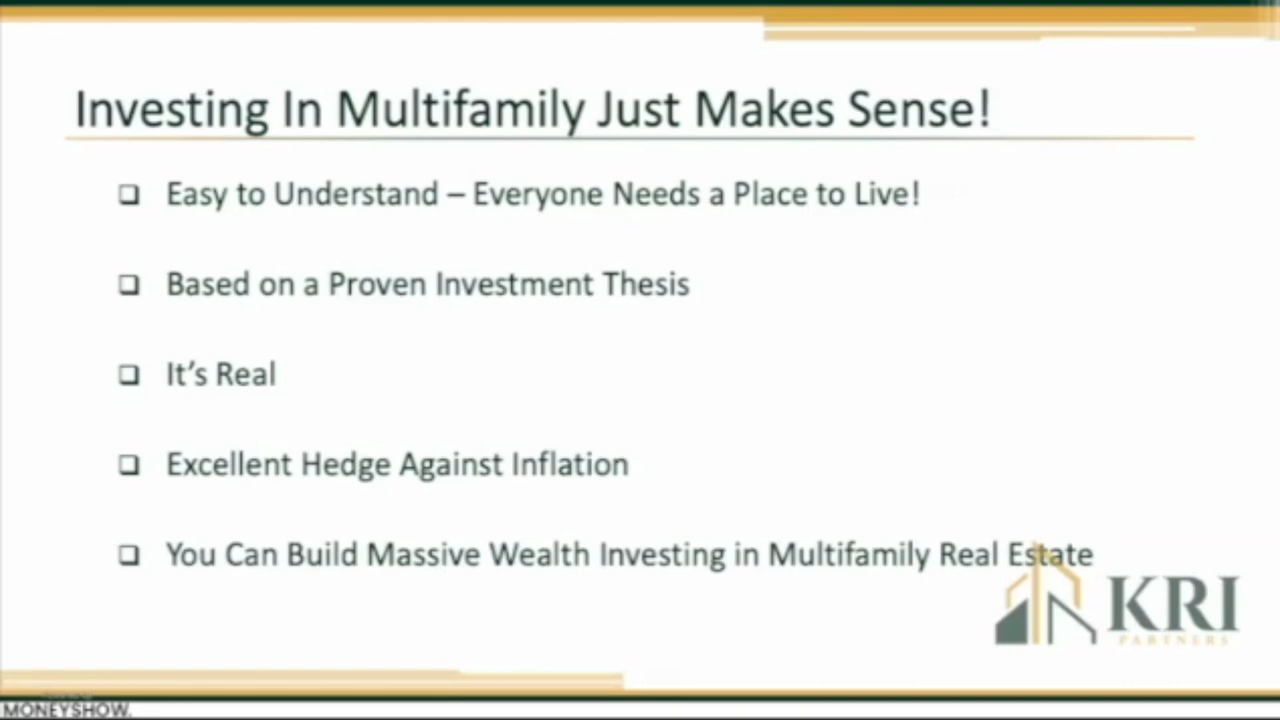 Investing In Multifamily Just Makes Sense!
❑ Easy to Understand – Everyone Needs a Place to Live!
❑ Based on a Proven Investment Thesis
❑ It’s Real
❑ Excellent Hedge Against Inflation
❑ You Can Build Massive Wealth Investing in Multifamily Real Estate
KRI
PARTNERS
MONEYSHOW.